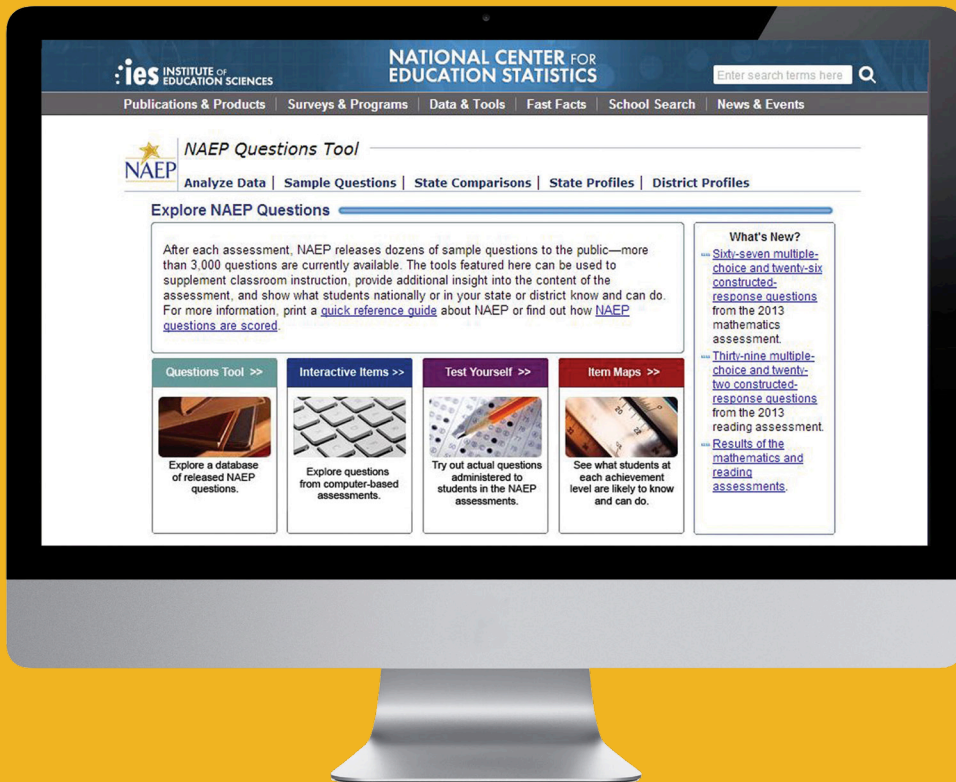 ies INSTITUTE OF
EDUCATION SCIENCES
NATIONAL CENTER FOR
EDUCATION STATISTICS
Enter search terms here
Publications & Products | Surveys & Programs | Data & Tools | Fast Facts | School Search | News & Events
NAEP
NAEP Questions Tool
Analyze Data | Sample Questions | State Comparisons | State Profiles | District Profiles
Explore NAEP Questions
After each assessment, NAEP releases dozens of sample questions to the public—more
than 3,000 questions are currently available. The tools featured here can be used to
supplement classroom instruction, provide additional insight into the content of the
assessment, and show what students nationally or in your state or district know and can do.
For more information, print a quick reference guide about NAEP or find out how NAEP
questions are scored.
Questions Tool >>
Explore a database
of released NAEP
questions.
Interactive Items >>
Explore questions
from computer-based
assessments.
Test Yourself >>
Try out actual questions
administered to
students in the NAEP
assessments.
Item Maps >>
See what students at
each achievement
level are likely to know
and can do.
What's New?
Sixty-seven multiple-
choice and twenty-six
constructed-
response questions
from the 2013
mathematics
assessment.
Thirty-nine multiple-
choice and twenty-
two constructed-
response questions
from the 2013
reading assessment.
Results of the
mathematics and
reading
assessments.